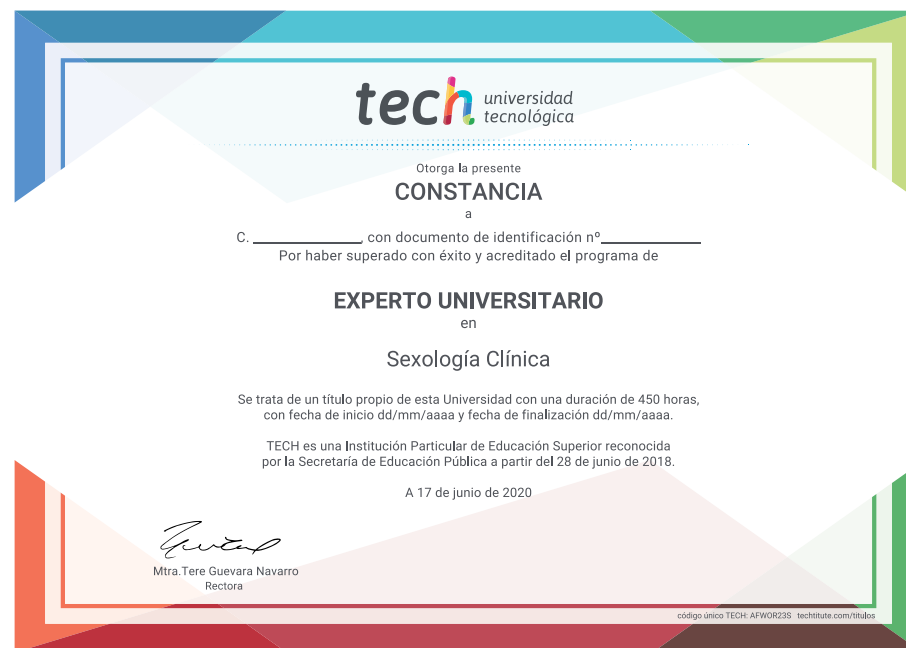 tech universidad
tecnológica
Otorga la presente
CONSTANCIA
a
C. ______________, con documento de identificación nº_____________
Por haber superado con éxito y acreditado el programa de
EXPERTO UNIVERSITARIO
en
Sexología Clínica
Se trata de un título propio de esta Universidad con una duración de 450 horas,
con fecha de inicio dd/mm/aaaa y fecha de finalización dd/mm/aaaa.
TECH es una Institución Particular de Educación Superior reconocida
por la Secretaría de Educación Pública a partir del 28 de junio de 2018.
A 17 de junio de 2020
Mtra.Tere Guevara Navarro
Rectora
código único TECH: AFWOR23S techtitute.com/titulos